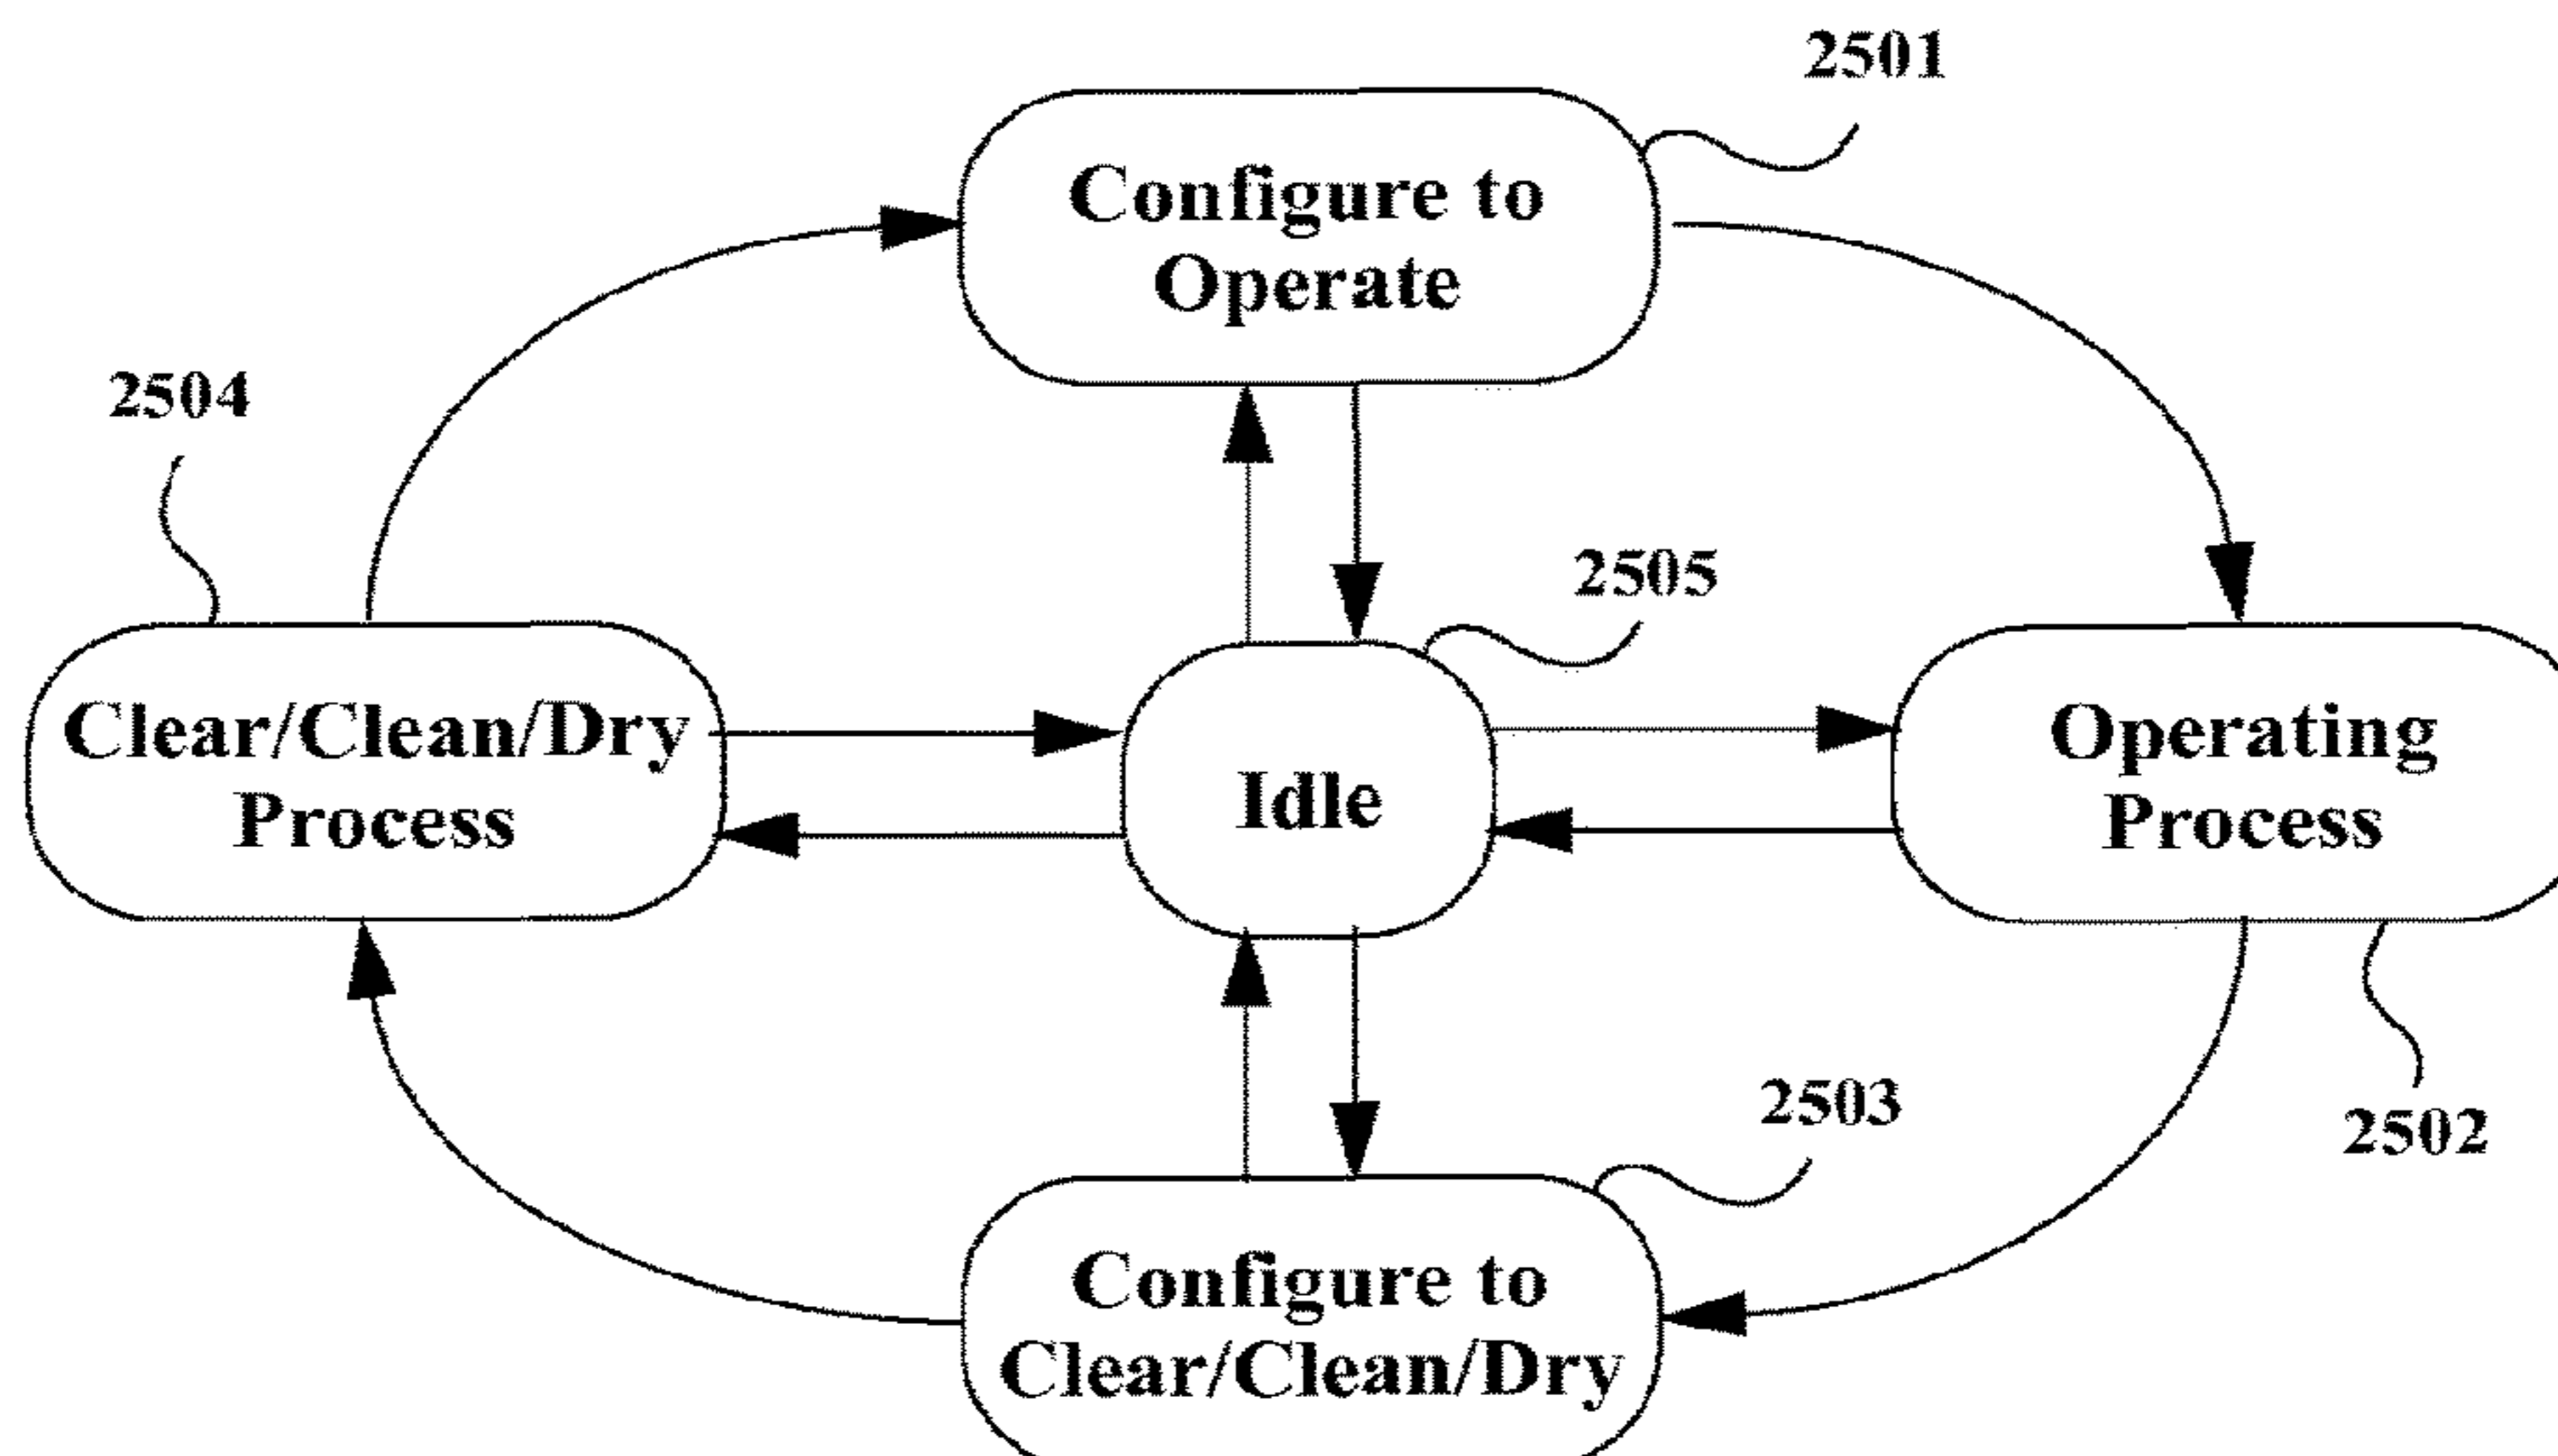 2501
Configure to
Operate
2504
2505
Clear/Clean/Dry
Process
Idle
Operating
Process
2503
2502
Configure to
Clear/Clean/Dry